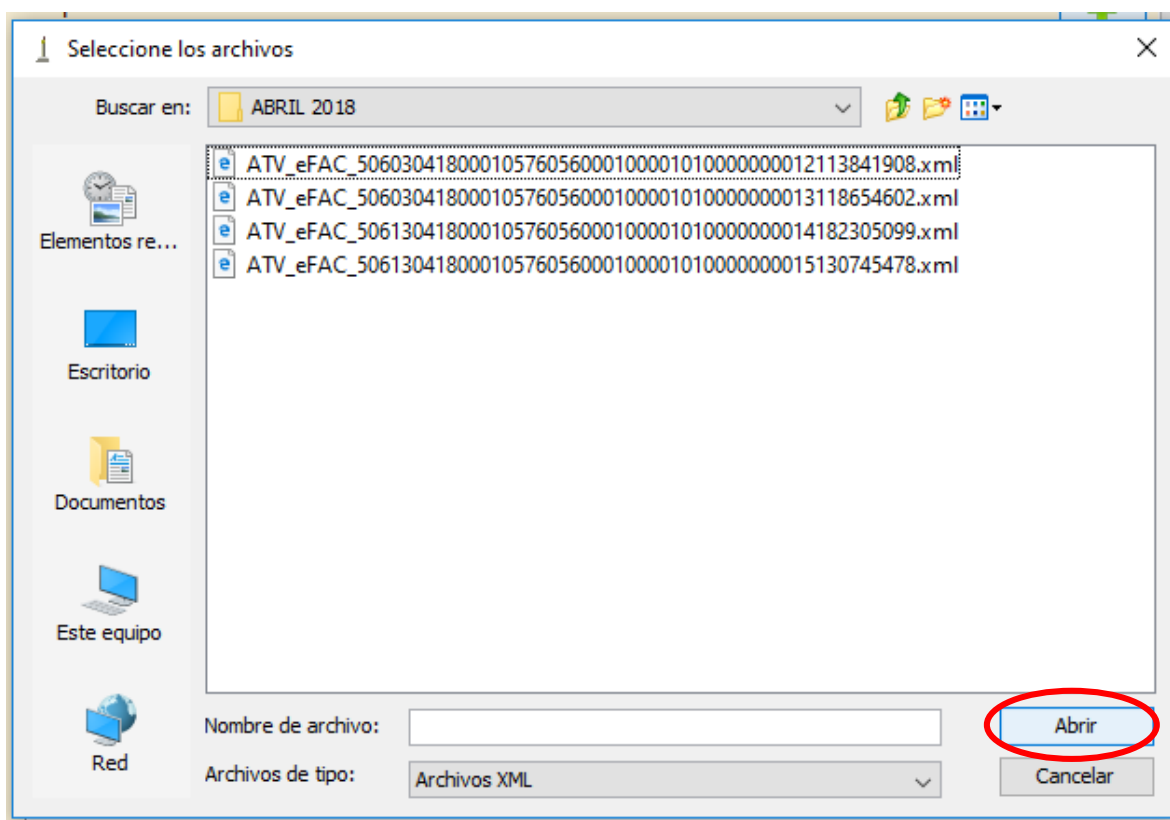 Seleccione los archivos
Buscar en: ABRIL 2018
ATV_eFAC_50603041800010576056000100001010000000012113841908.xml
ATV_eFAC_50603041800010576056000100001010000000013118654602.xml
ATV_eFAC_50613041800010576056000100001010000000014182305099.xml
ATV_eFAC_50613041800010576056000100001010000000015130745478.xml
Elementos re...
Escritorio
Documentos
Este equipo
Red
Nombre de archivo:
Abrir
Archivos de tipo: Archivos XML
Cancelar